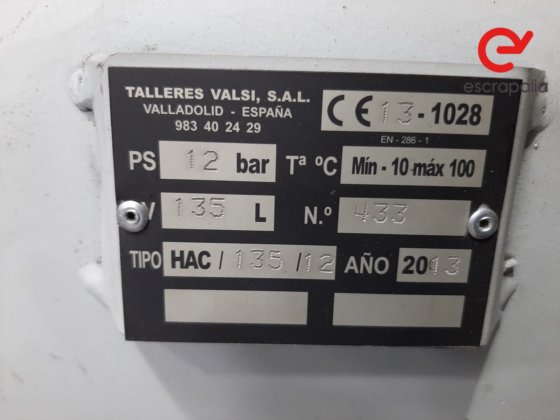 escrapalia
TALLERES VALSI, S.A.L.
VALLADOLID - ESPAÑA
983 40 24 29
CE 13-1028
EN - 286 - 1
PS 12 bar Tª ºC Mín - 10 máx 100
V 135 L N.º 433
TIPO HAC / 135 / 12 AÑO 2013